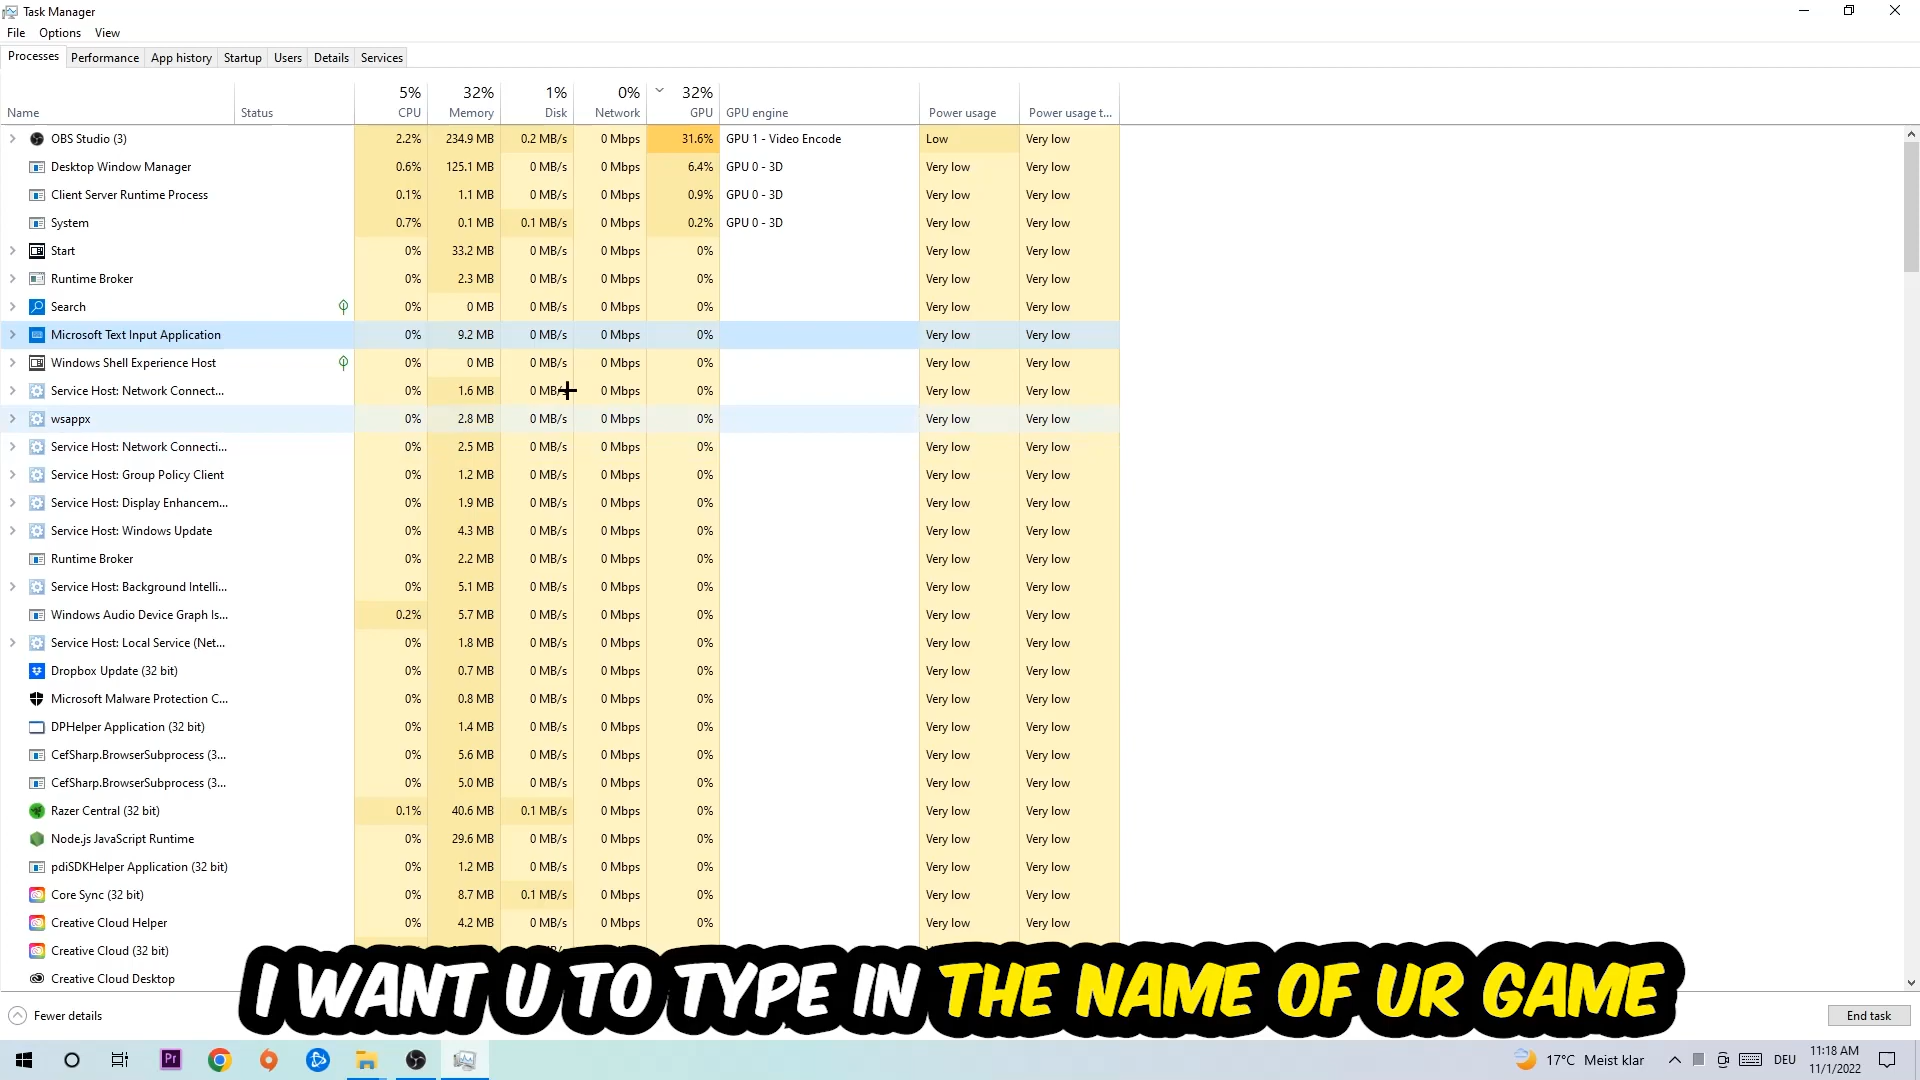 Task Manager
File Options View
Processes Performance App history Startup Users Details Services
5% 32% 1% 0% 32%
Name Status CPU Memory Disk Network GPU GPU engine Power usage Power usage t...
OBS Studio (3) 2.2% 234.9 MB 0.2 MB/s 0 Mbps 31.6% GPU 1 - Video Encode Low Very low
Desktop Window Manager 0.6% 125.1 MB 0 MB/s 0 Mbps 6.4% GPU 0 - 3D Very low Very low
Client Server Runtime Process 0.1% 1.1 MB 0 MB/s 0 Mbps 0.9% GPU 0 - 3D Very low Very low
System 0.7% 0.1 MB 0.1 MB/s 0 Mbps 0.2% GPU 0 - 3D Very low Very low
Start 0% 33.2 MB 0 MB/s 0 Mbps 0% Very low Very low
Runtime Broker 0% 2.3 MB 0 MB/s 0 Mbps 0% Very low Very low
Search 0% 0 MB 0 MB/s 0 Mbps 0% Very low Very low
Microsoft Text Input Application 0% 9.2 MB 0 MB/s 0 Mbps 0% Very low Very low
Windows Shell Experience Host 0% 0 MB 0 MB/s 0 Mbps 0% Very low Very low
Service Host: Network Connect... 0% 1.6 MB 0 MB/s 0 Mbps 0% Very low Very low
wsappx 0% 2.8 MB 0 MB/s 0 Mbps 0% Very low Very low
Service Host: Network Connecti... 0% 2.5 MB 0 MB/s 0 Mbps 0% Very low Very low
Service Host: Group Policy Client 0% 1.2 MB 0 MB/s 0 Mbps 0% Very low Very low
Service Host: Display Enhancem... 0% 1.9 MB 0 MB/s 0 Mbps 0% Very low Very low
Service Host: Windows Update 0% 4.3 MB 0 MB/s 0 Mbps 0% Very low Very low
Runtime Broker 0% 2.2 MB 0 MB/s 0 Mbps 0% Very low Very low
Service Host: Background Intelli... 0% 5.1 MB 0 MB/s 0 Mbps 0% Very low Very low
Windows Audio Device Graph Is... 0.2% 5.7 MB 0 MB/s 0 Mbps 0% Very low Very low
Service Host: Local Service (Net... 0% 1.8 MB 0 MB/s 0 Mbps 0% Very low Very low
Dropbox Update (32 bit) 0% 0.7 MB 0 MB/s 0 Mbps 0% Very low Very low
Microsoft Malware Protection C... 0% 0.8 MB 0 MB/s 0 Mbps 0% Very low Very low
DPHelper Application (32 bit) 0% 1.4 MB 0 MB/s 0 Mbps 0% Very low Very low
CefSharp.BrowserSubprocess (3... 0% 5.6 MB 0 MB/s 0 Mbps 0% Very low Very low
CefSharp.BrowserSubprocess (3... 0% 5.0 MB 0 MB/s 0 Mbps 0% Very low Very low
Razer Central (32 bit) 0.1% 40.6 MB 0.1 MB/s 0 Mbps 0% Very low Very low
Node.js JavaScript Runtime 0% 29.6 MB 0 MB/s 0 Mbps 0% Very low Very low
pdiSDKHelper Application (32 bit) 0% 1.2 MB 0 MB/s 0 Mbps 0% Very low Very low
Core Sync (32 bit) 0% 8.7 MB 0.1 MB/s 0 Mbps 0% Very low Very low
Creative Cloud Helper 0% 4.2 MB 0 MB/s 0 Mbps 0% Very low Very low
Creative Cloud (32 bit)
Creative Cloud Desktop
I WANT U TO TYPE IN THE NAME OF UR GAME
Fewer details End task
Pr 17°C Meist klar DEU 11:18 AM
11/1/2022